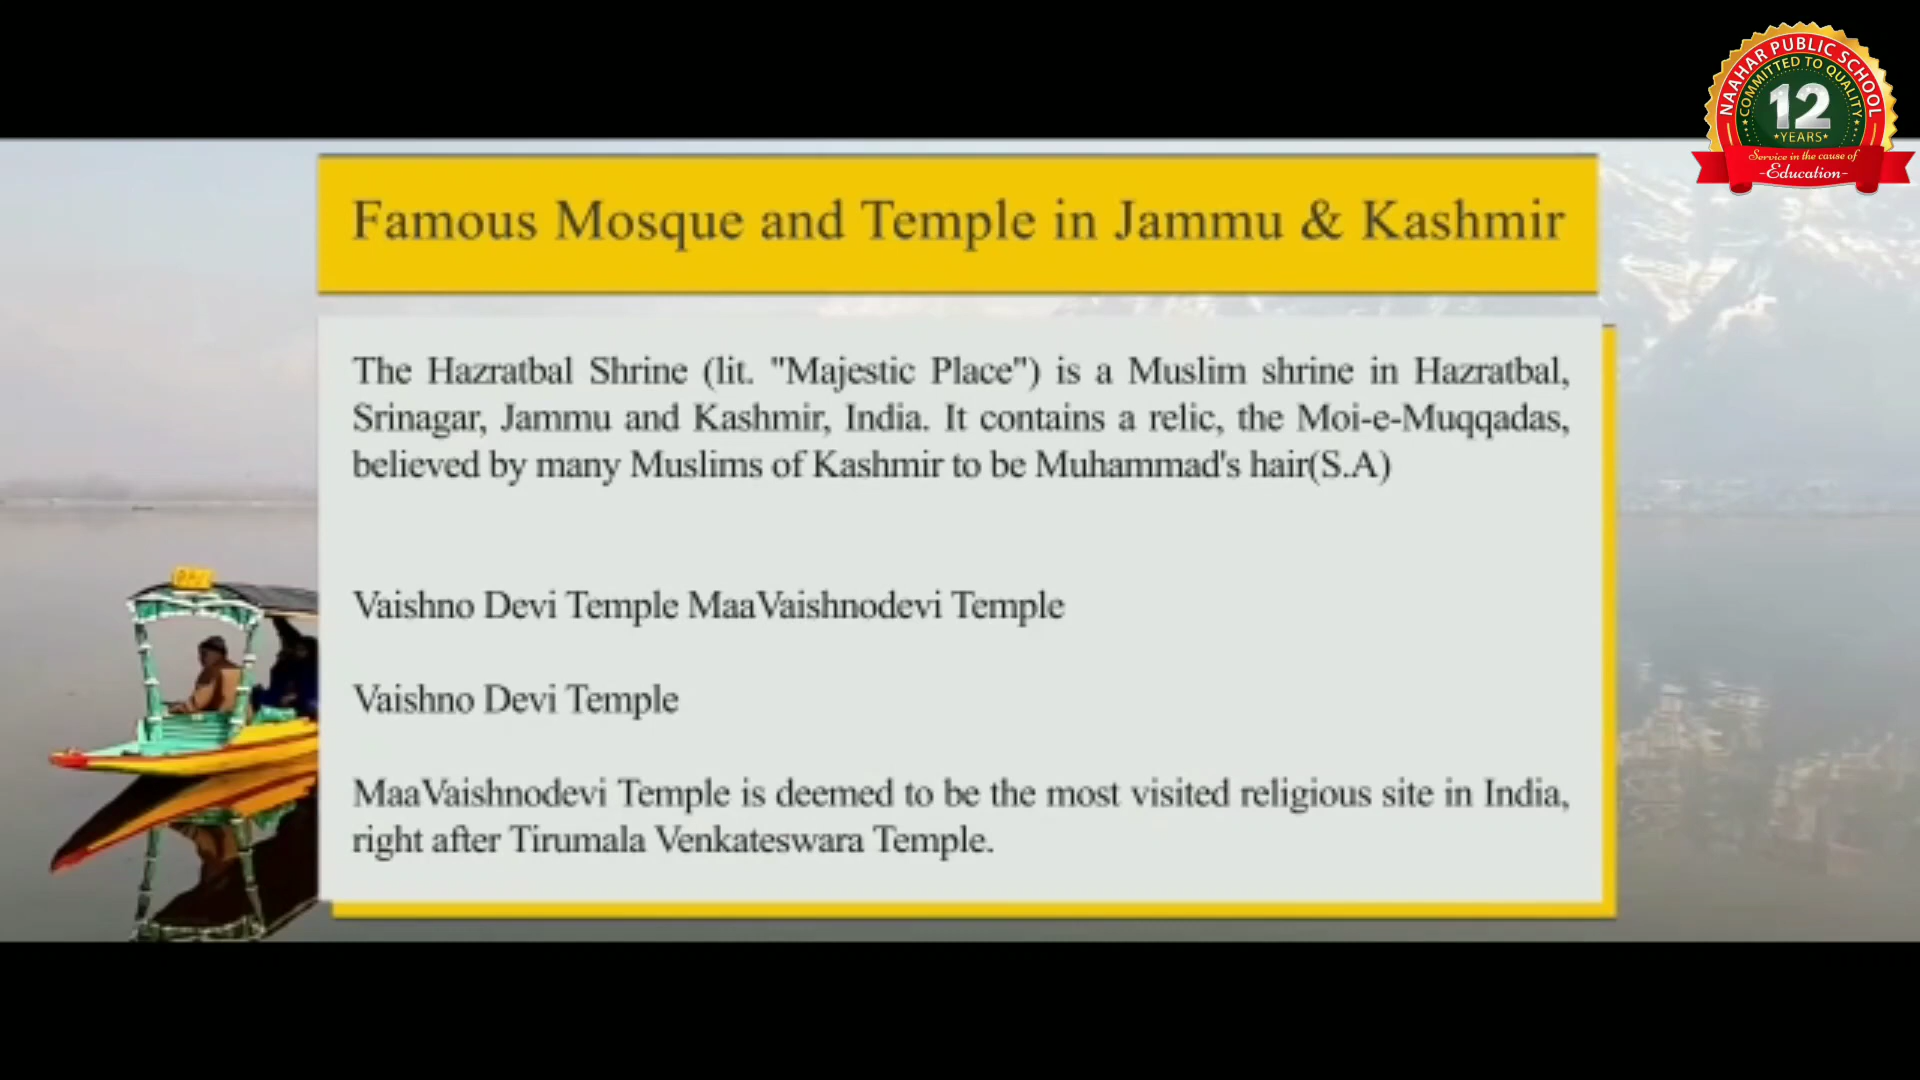 NAAHAR PUBLIC SCHOOL
COMMITTED TO QUALITY
12
YEARS
Service in the cause of
-Education-
Famous Mosque and Temple in Jammu & Kashmir
The Hazratbal Shrine (lit. "Majestic Place") is a Muslim shrine in Hazratbal,
Srinagar, Jammu and Kashmir, India. It contains a relic, the Moi-e-Muqqadas,
believed by many Muslims of Kashmir to be Muhammad's hair(S.A)
Vaishno Devi Temple MaaVaishnodevi Temple
Vaishno Devi Temple
MaaVaishnodevi Temple is deemed to be the most visited religious site in India,
right after Tirumala Venkateswara Temple.